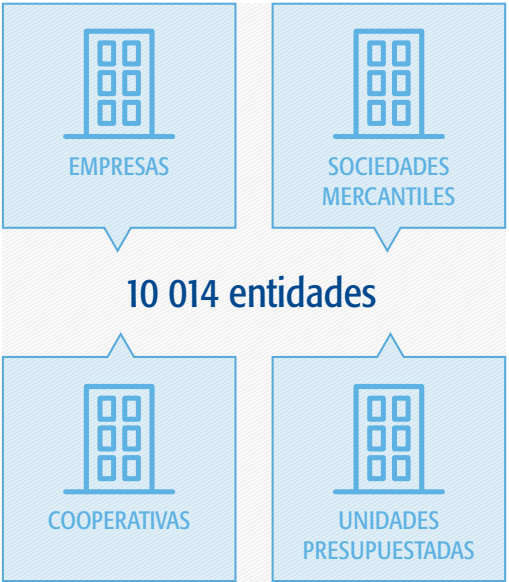 EMPRESAS
SOCIEDADES
MERCANTILES
10 014 entidades
COOPERATIVAS
UNIDADES
PRESUPUESTADAS